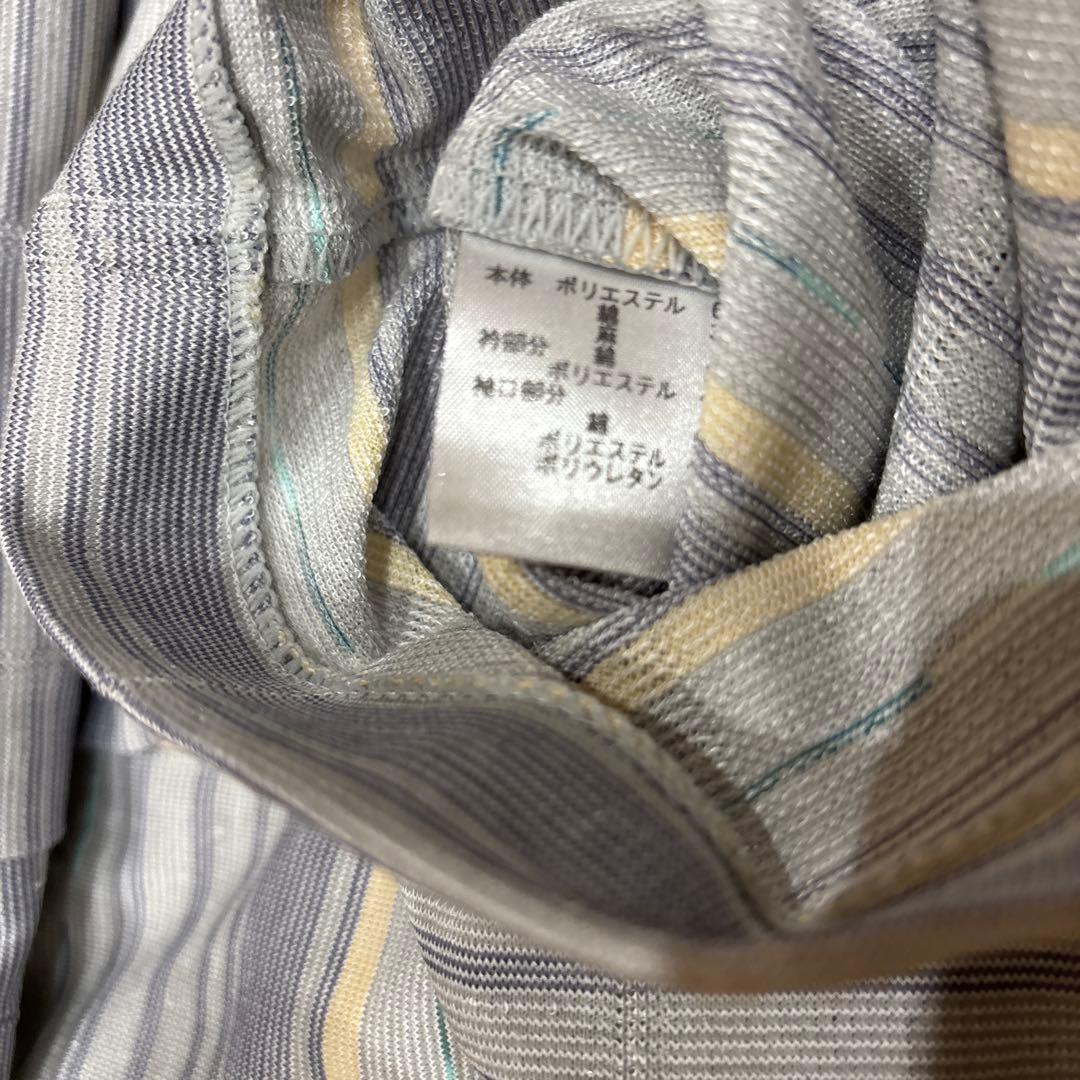 本体 ポリエステル
綿
麻
衿部分 綿
ポリエステル
袖口部分 綿
ポリエステル
ポリウレタン